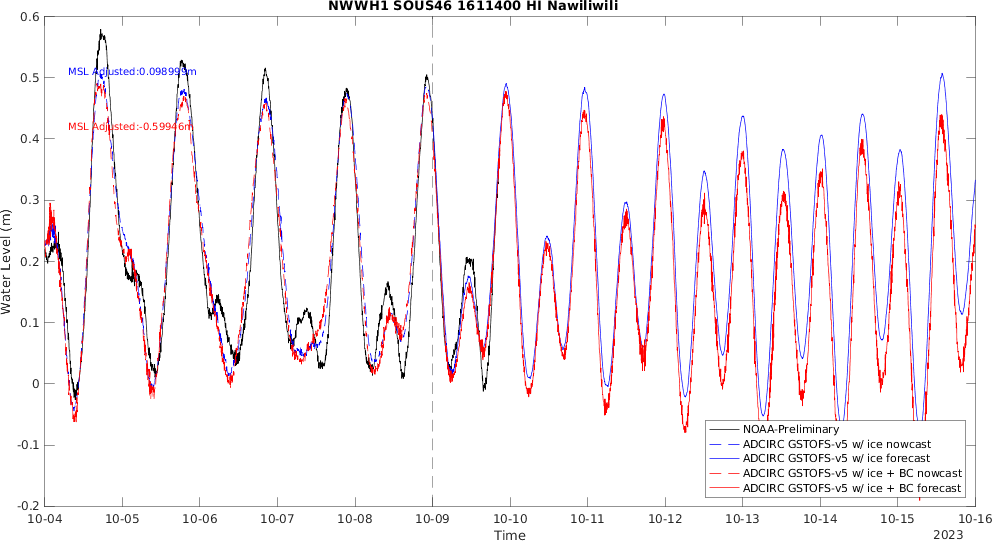 NWWH1 SOUS46 1611400 HI Nawiliwili
0.6
0.5
0.4
0.3
0.2
0.1
0
-0.1
-0.2
Water Level (m)
MSL Adjusted:0.098999m
MSL Adjusted:-0.59946m
NOAA-Preliminary
ADCIRC GSTOFS-v5 w/ ice nowcast
ADCIRC GSTOFS-v5 w/ ice forecast
ADCIRC GSTOFS-v5 w/ ice + BC nowcast
ADCIRC GSTOFS-v5 w/ ice + BC forecast
10-04 10-05 10-06 10-07 10-08 10-09 10-10 10-11 10-12 10-13 10-14 10-15 10-16
Time
2023